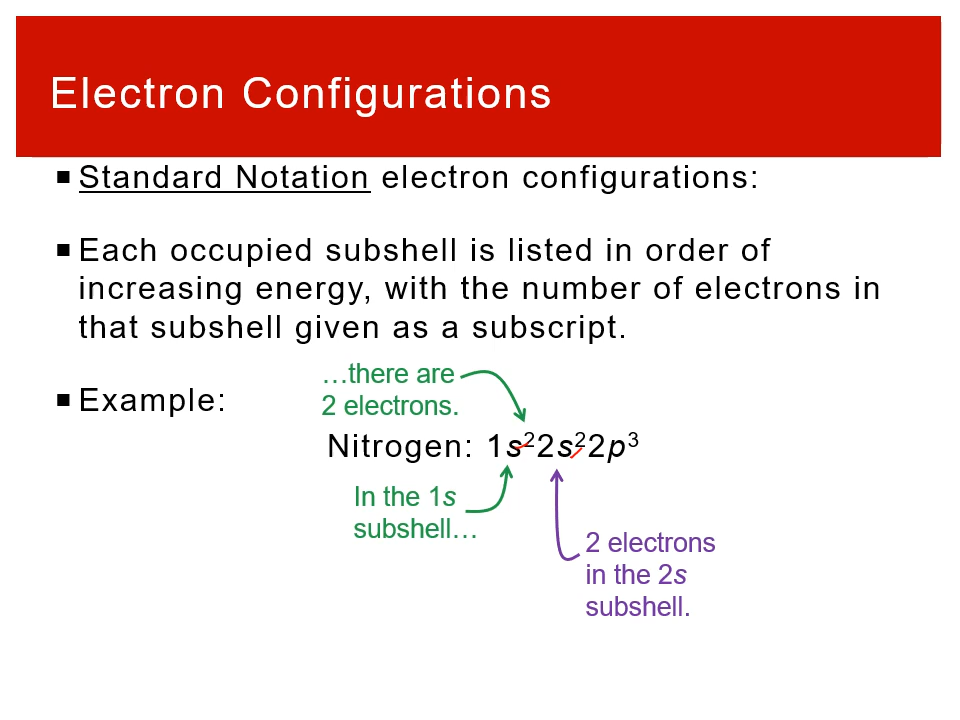 Electron Configurations
▪ Standard Notation electron configurations:
▪ Each occupied subshell is listed in order of
increasing energy, with the number of electrons in
that subshell given as a subscript.
…there are
2 electrons.
▪ Example:
Nitrogen: 1s²2s²2p³
In the 1s
subshell…
2 electrons
in the 2s
subshell.